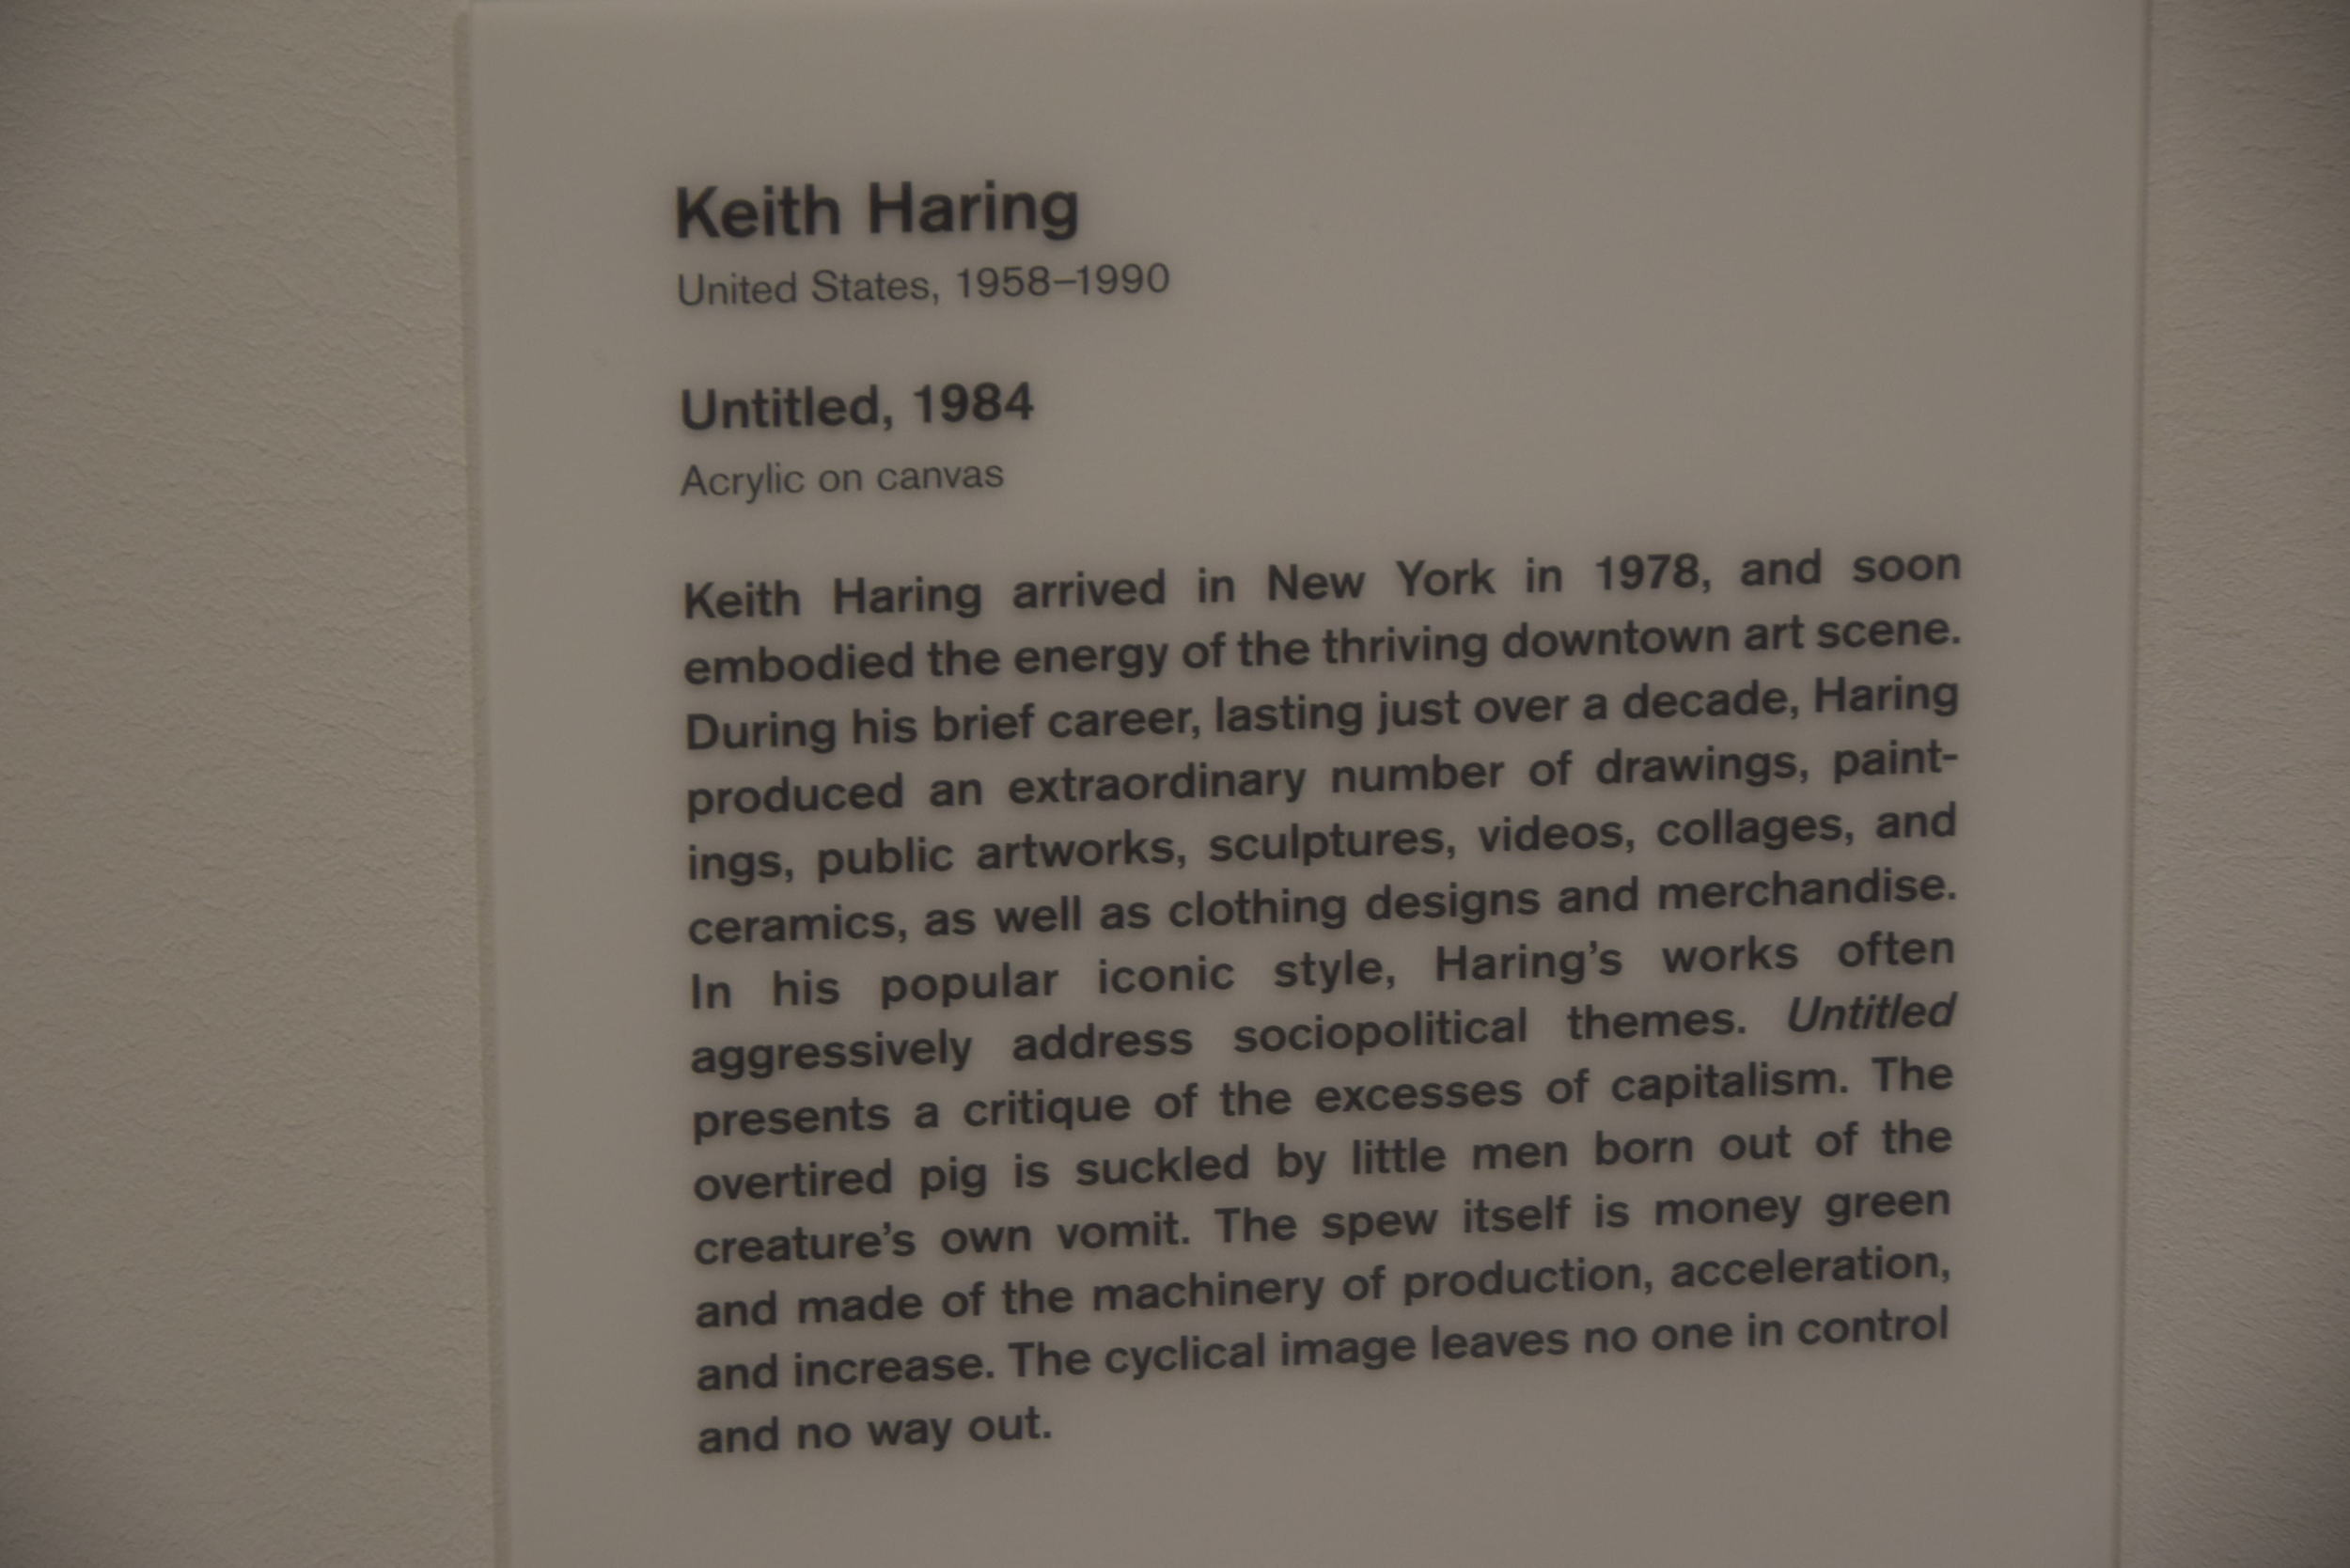 Keith Haring
United States, 1958–1990
Untitled, 1984
Acrylic on canvas
Keith Haring arrived in New York in 1978, and soon
embodied the energy of the thriving downtown art scene.
During his brief career, lasting just over a decade, Haring
produced an extraordinary number of drawings, paint-
ings, public artworks, sculptures, videos, collages, and
ceramics, as well as clothing designs and merchandise.
In his popular iconic style, Haring’s works often
aggressively address sociopolitical themes. Untitled
presents a critique of the excesses of capitalism. The
overtired pig is suckled by little men born out of the
creature’s own vomit. The spew itself is money green
and made of the machinery of production, acceleration,
and increase. The cyclical image leaves no one in control
and no way out.